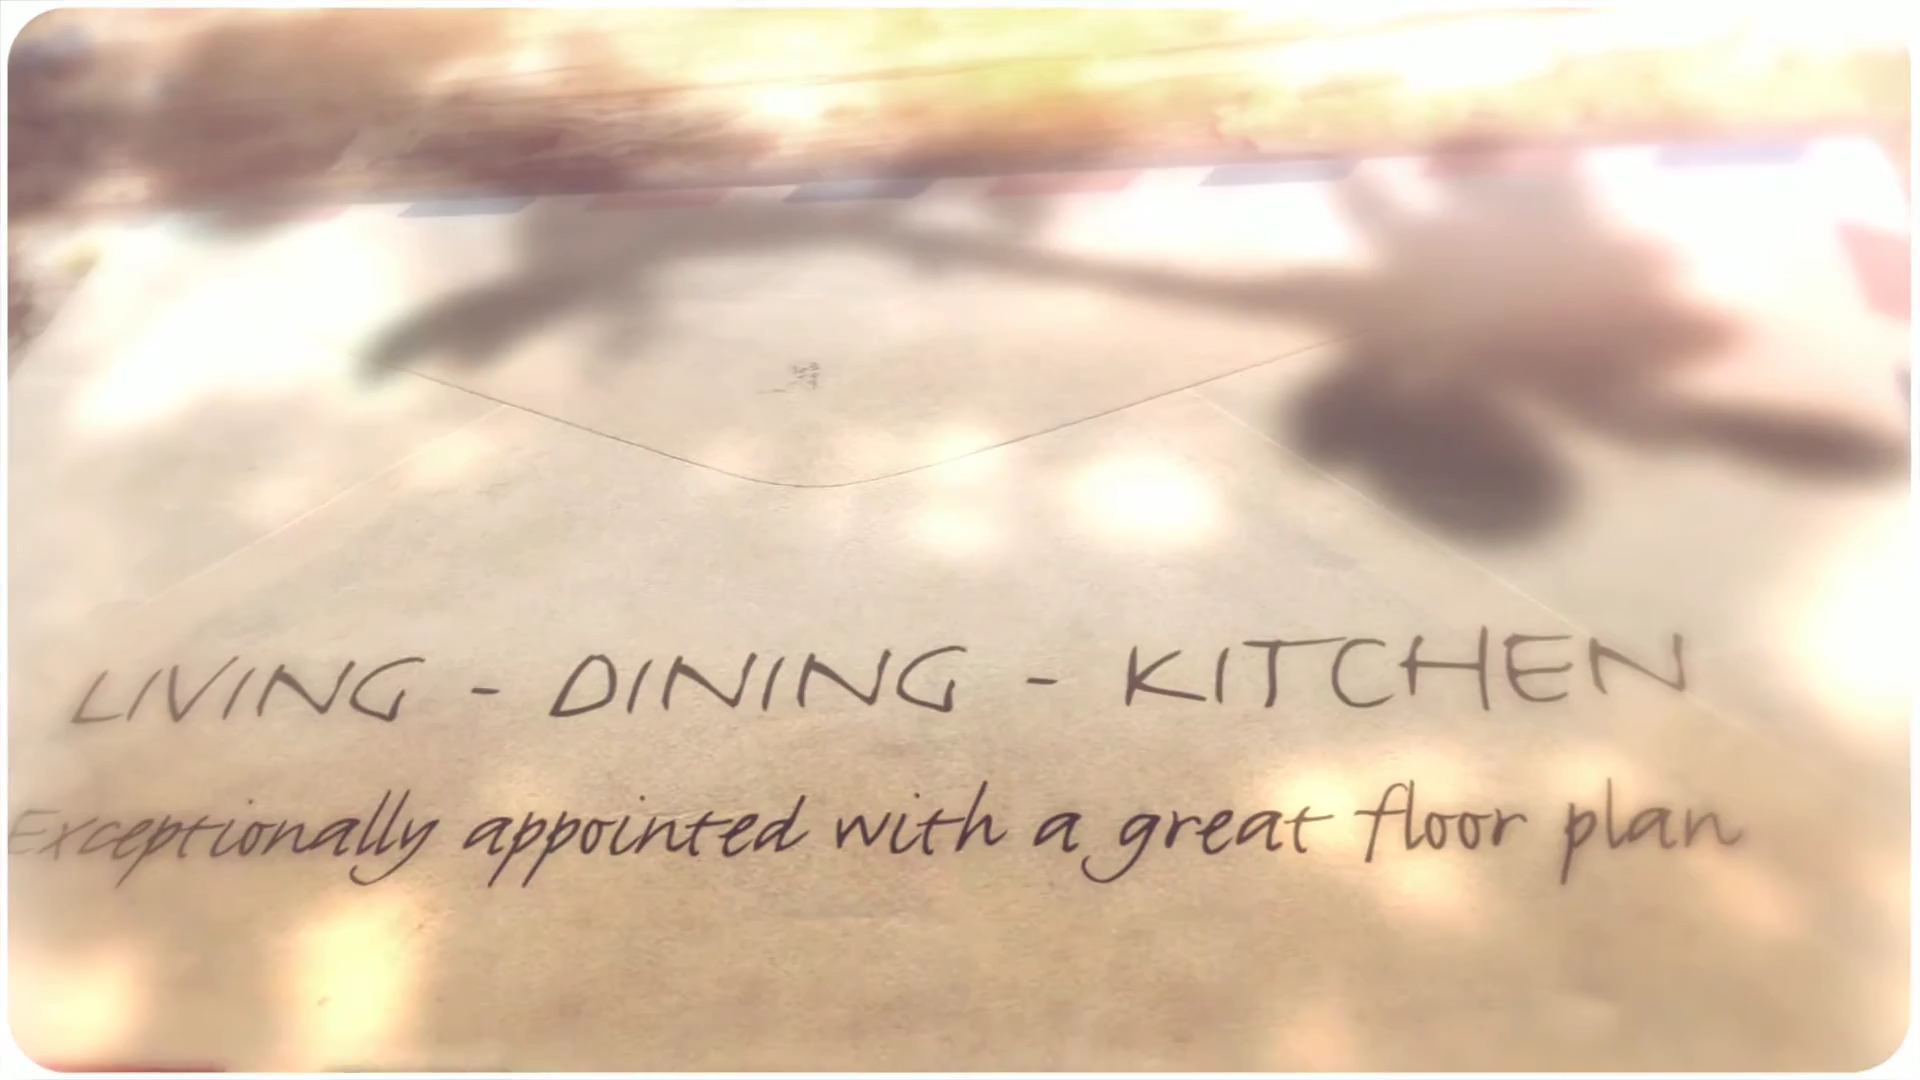 LIVING - DINING - KITCHEN
Exceptionally appointed with a great floor plan